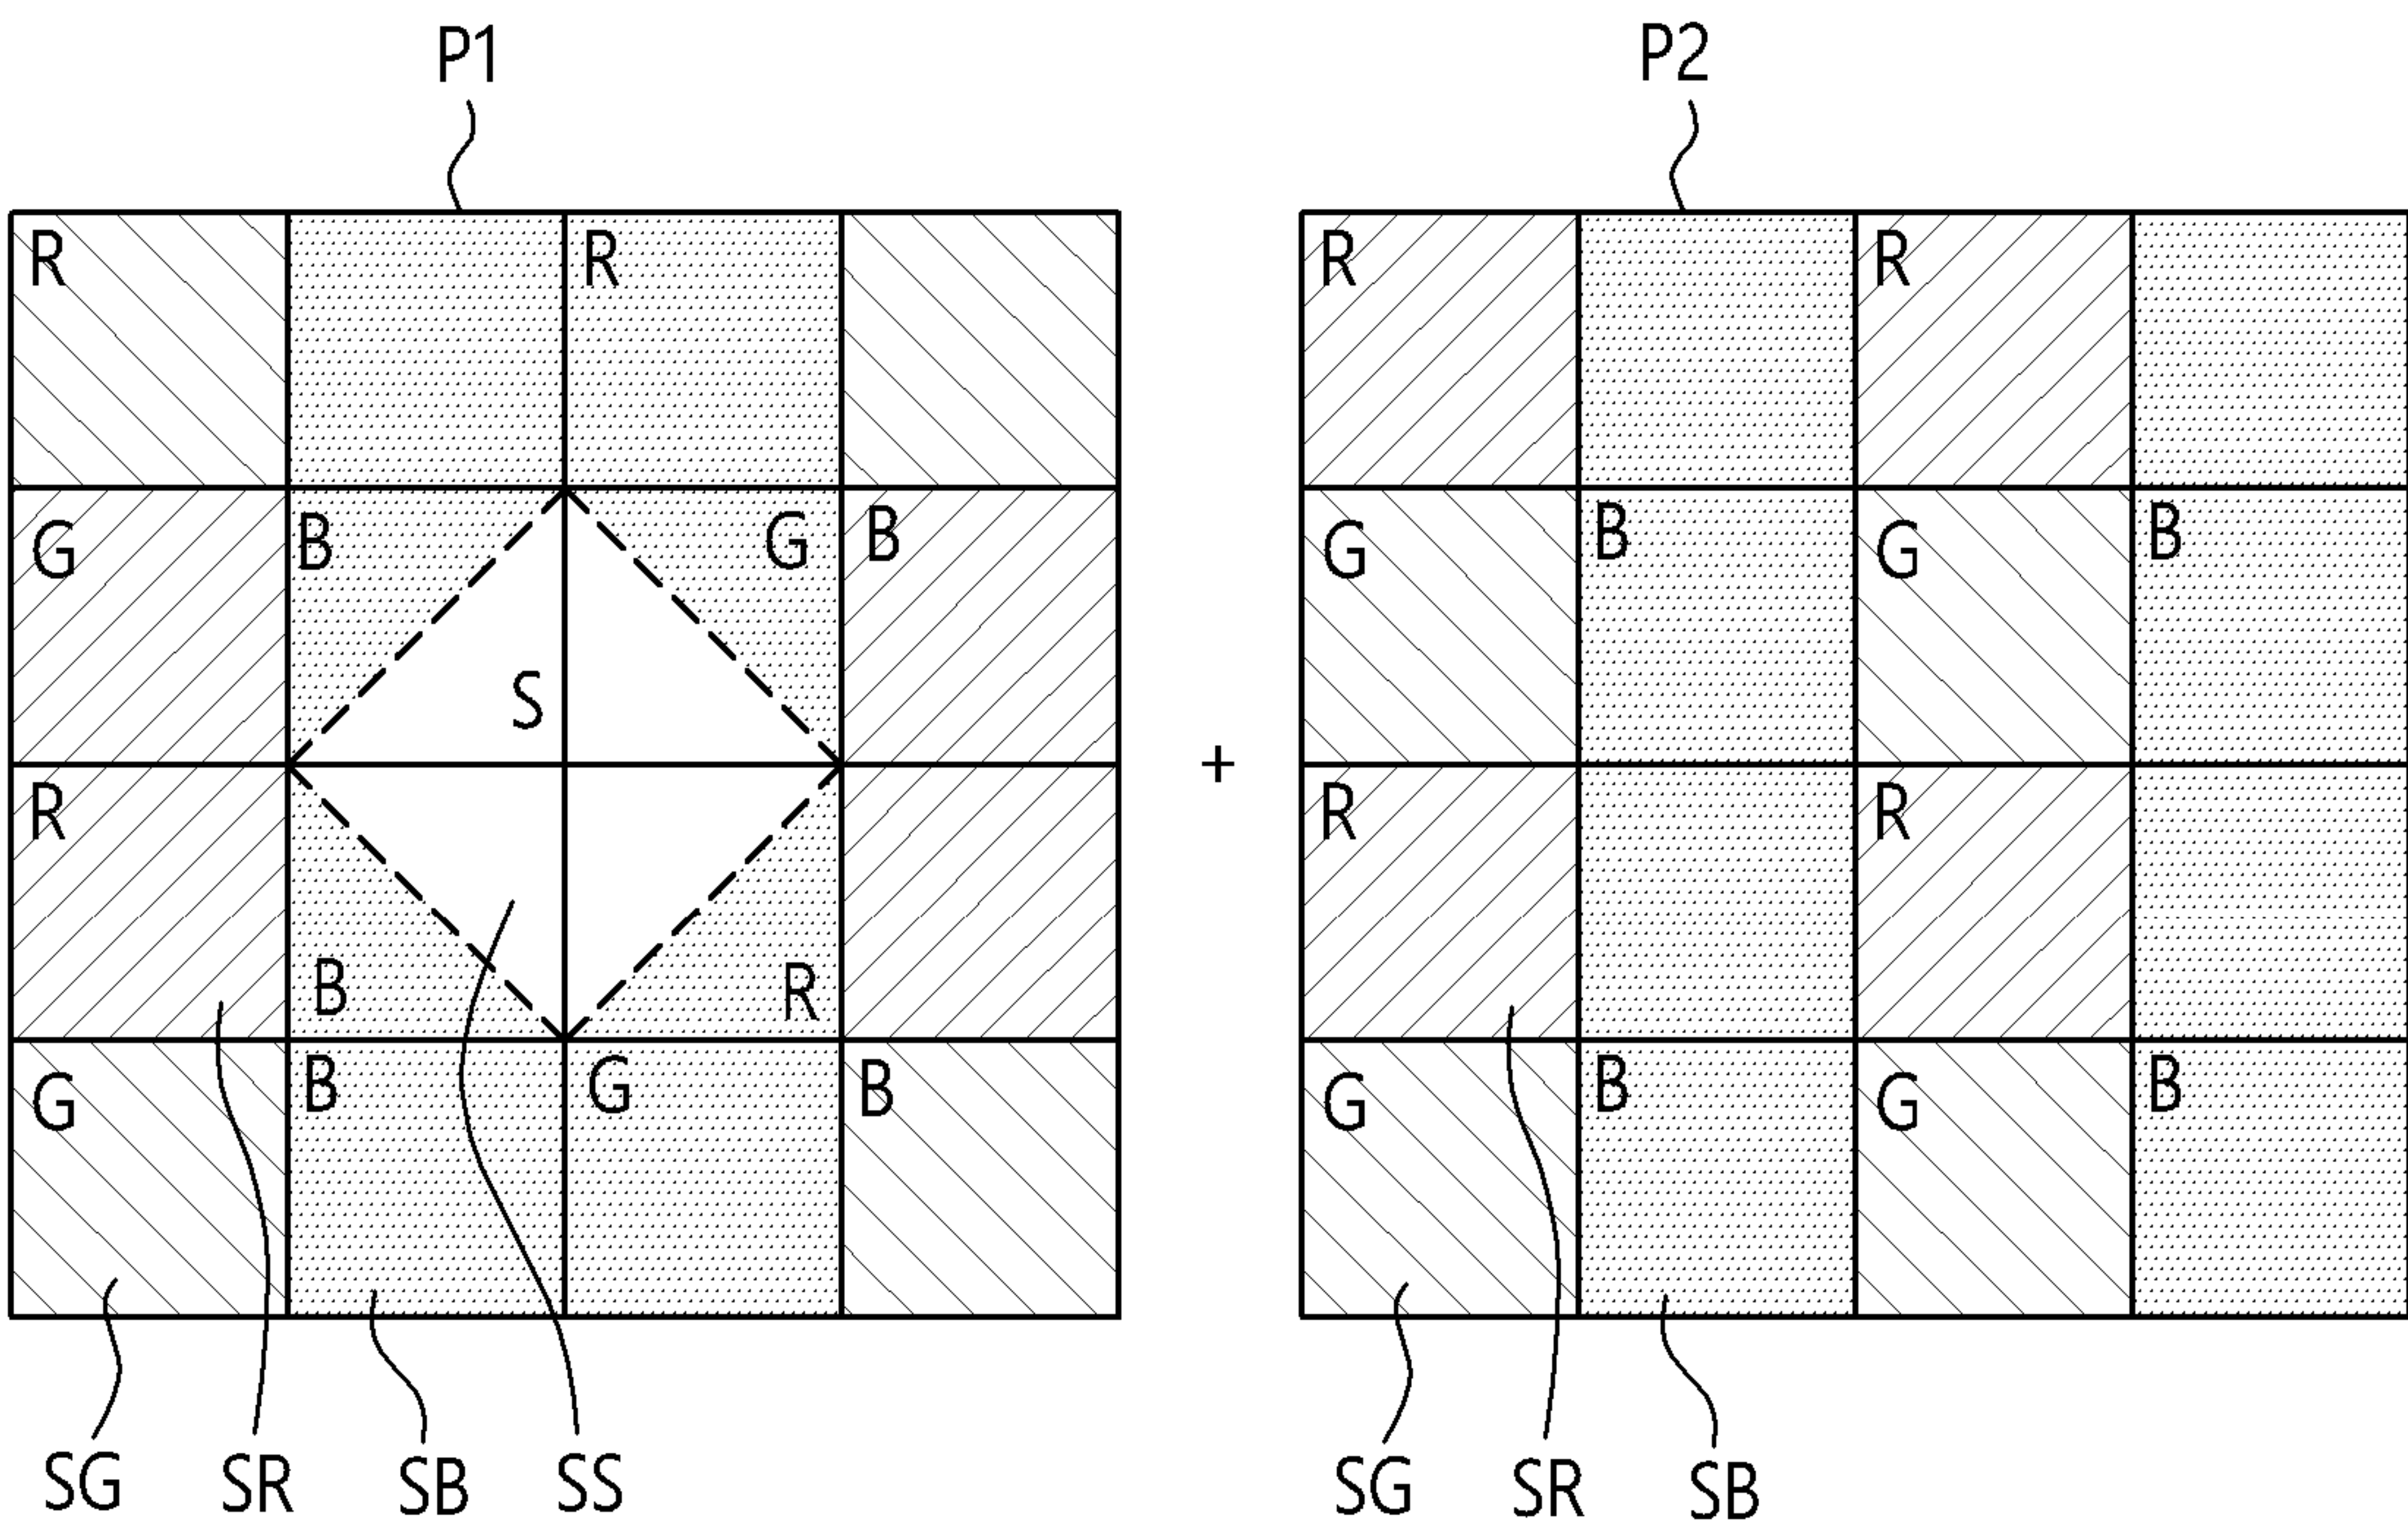 P1 P2
R R R R
G B G B G B G B
S
+
R R R
B R
G B G B G B G B
SG SR SB SS SG SR SB